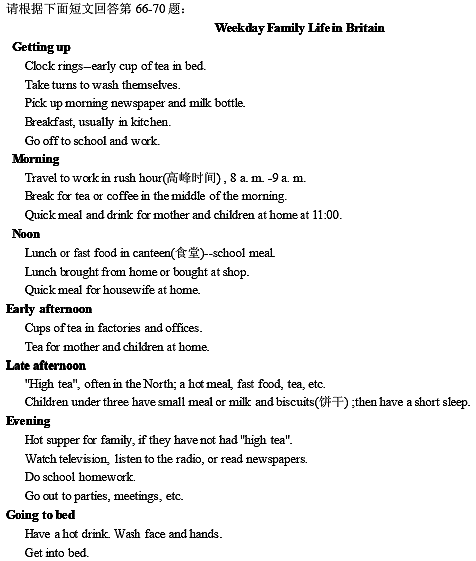 请根据下面短文回答第 66-70 题：
Weekday Family Life in Britain
Getting up
Clock rings--early cup of tea in bed.
Take turns to wash themselves.
Pick up morning newspaper and milk bottle.
Breakfast, usually in kitchen.
Go off to school and work.
Morning
Travel to work in rush hour(高峰时间) , 8 a. m. -9 a. m.
Break for tea or coffee in the middle of the morning.
Quick meal and drink for mother and children at home at 11:00.
Noon
Lunch or fast food in canteen(食堂)--school meal.
Lunch brought from home or bought at shop.
Quick meal for housewife at home.
Early afternoon
Cups of tea in factories and offices.
Tea for mother and children at home.
Late afternoon
"High tea", often in the North; a hot meal, fast food, tea, etc.
Children under three have small meal or milk and biscuits(饼干) ;then have a short sleep.
Evening
Hot supper for family, if they have not had "high tea".
Watch television, listen to the radio, or read newspapers.
Do school homework.
Go out to parties, meetings, etc.
Going to bed
Have a hot drink. Wash face and hands.
Get into bed.